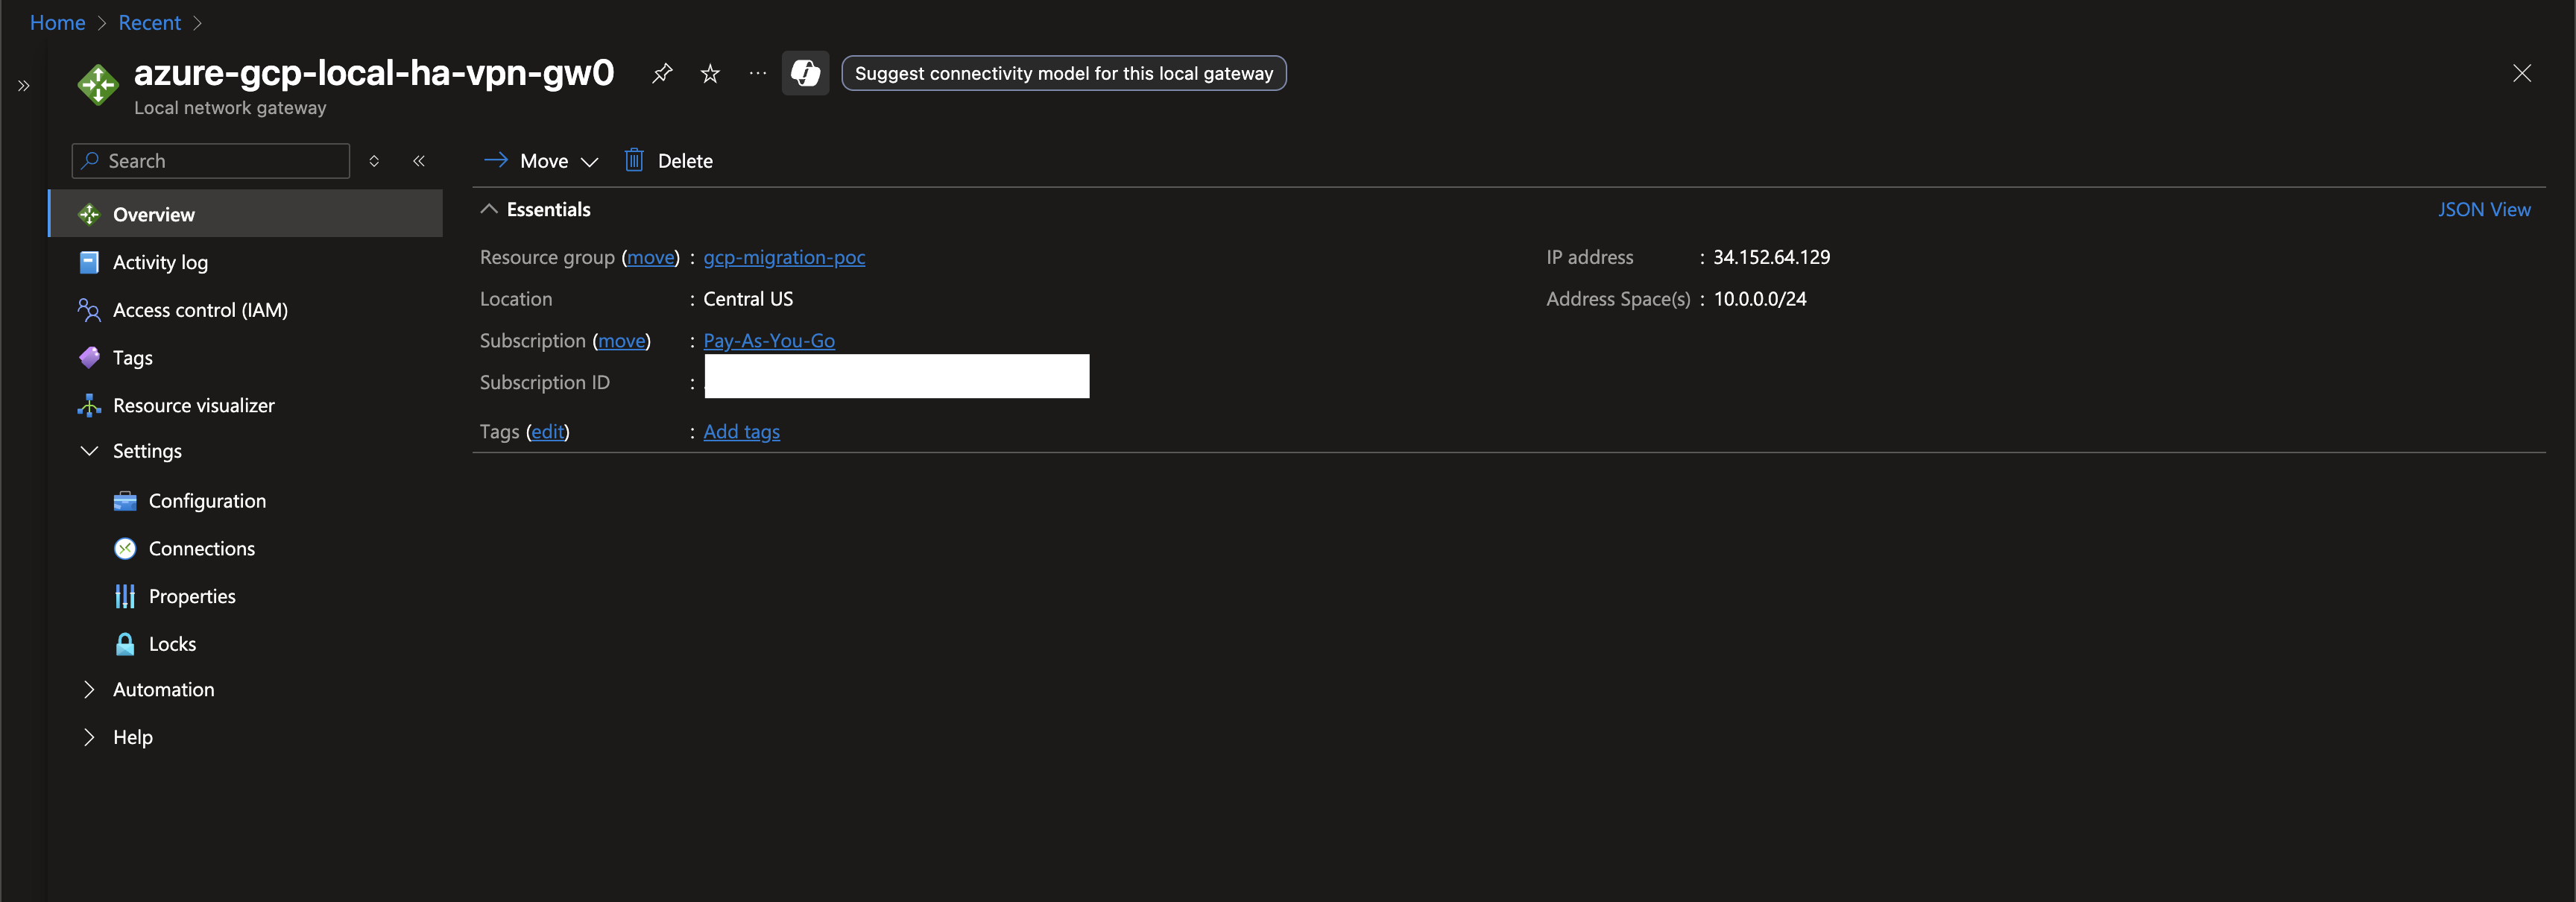 Home > Recent >
azure-gcp-local-ha-vpn-gw0
Suggest connectivity model for this local gateway
Local network gateway
Search
Overview
Activity log
Access control (IAM)
Tags
Resource visualizer
Settings
Configuration
Connections
Properties
Locks
Automation
Help
Move
Delete
Essentials
JSON View
Resource group (move) : gcp-migration-poc
Location : Central US
Subscription (move) : Pay-As-You-Go
Subscription ID :
Tags (edit) : Add tags
IP address : 34.152.64.129
Address Space(s) : 10.0.0.0/24